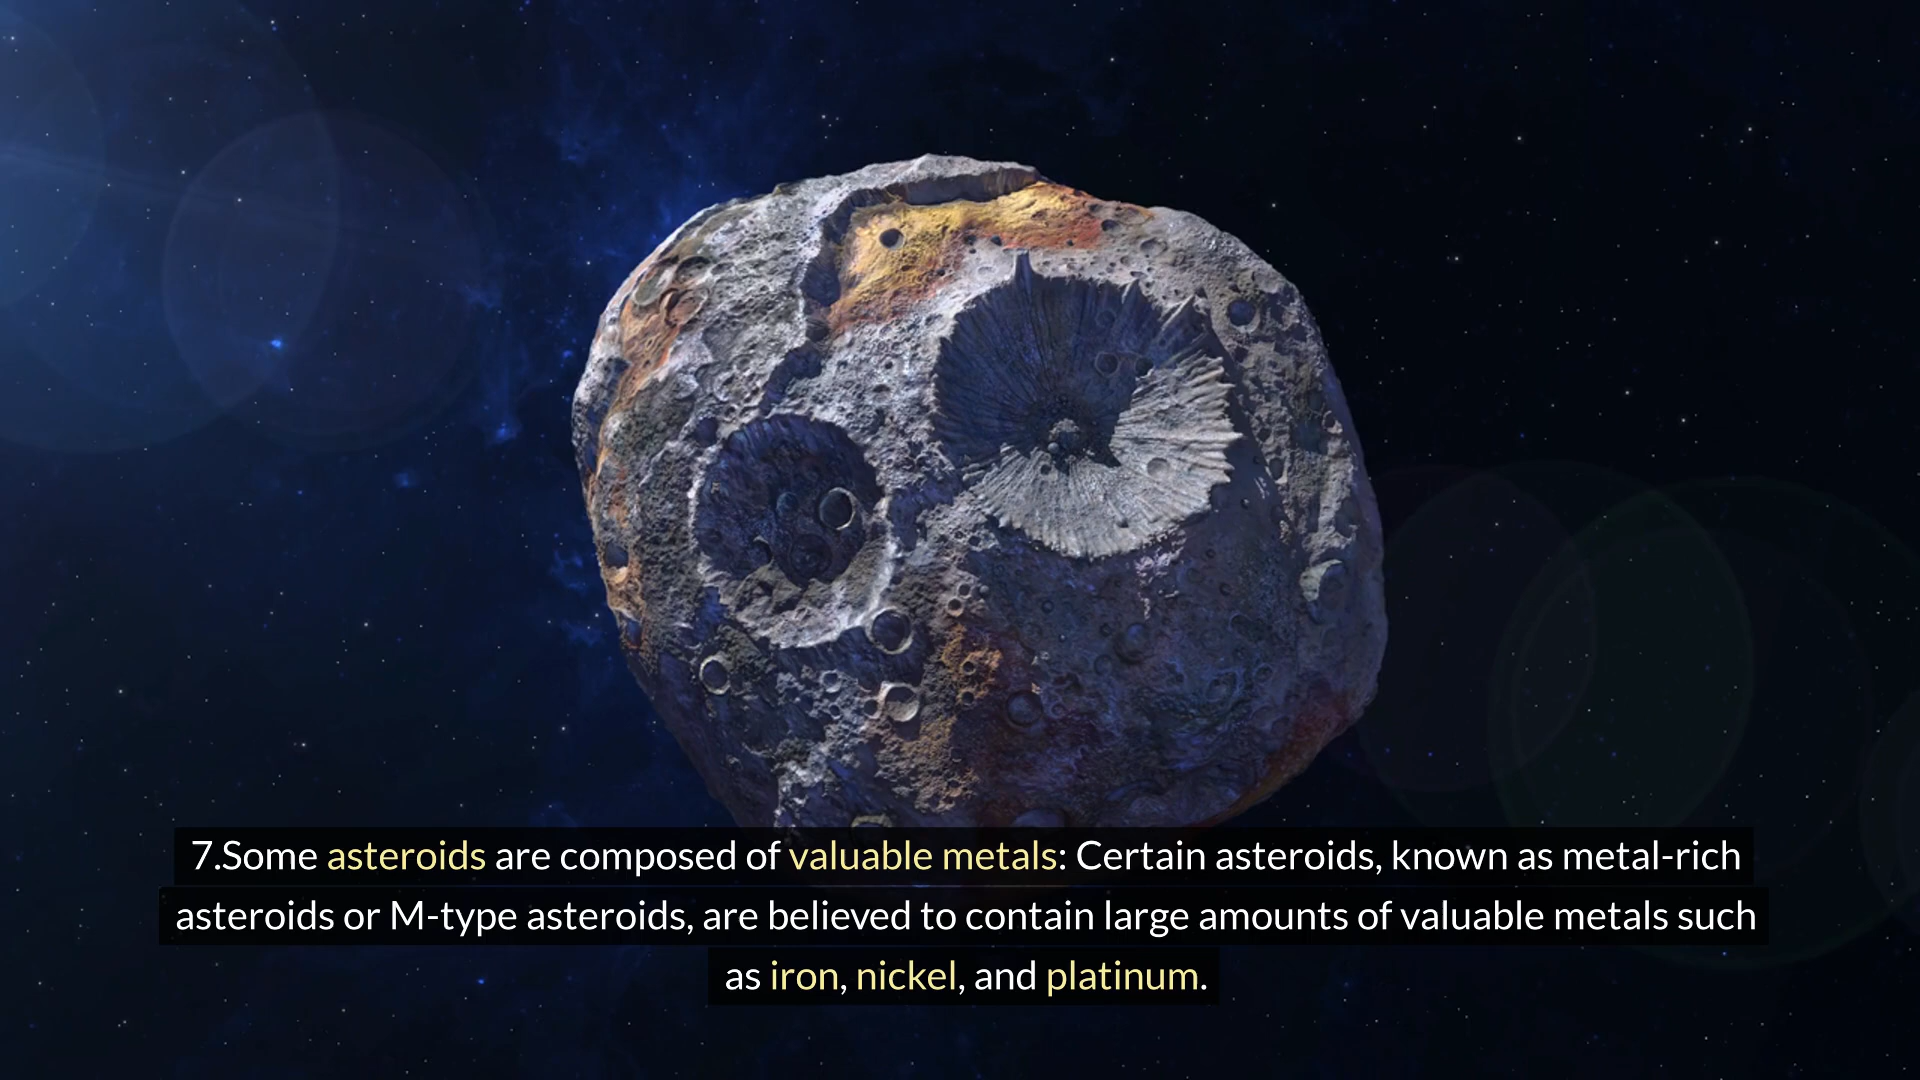 7.Some asteroids are composed of valuable metals: Certain asteroids, known as metal-rich
asteroids or M-type asteroids, are believed to contain large amounts of valuable metals such
as iron, nickel, and platinum.